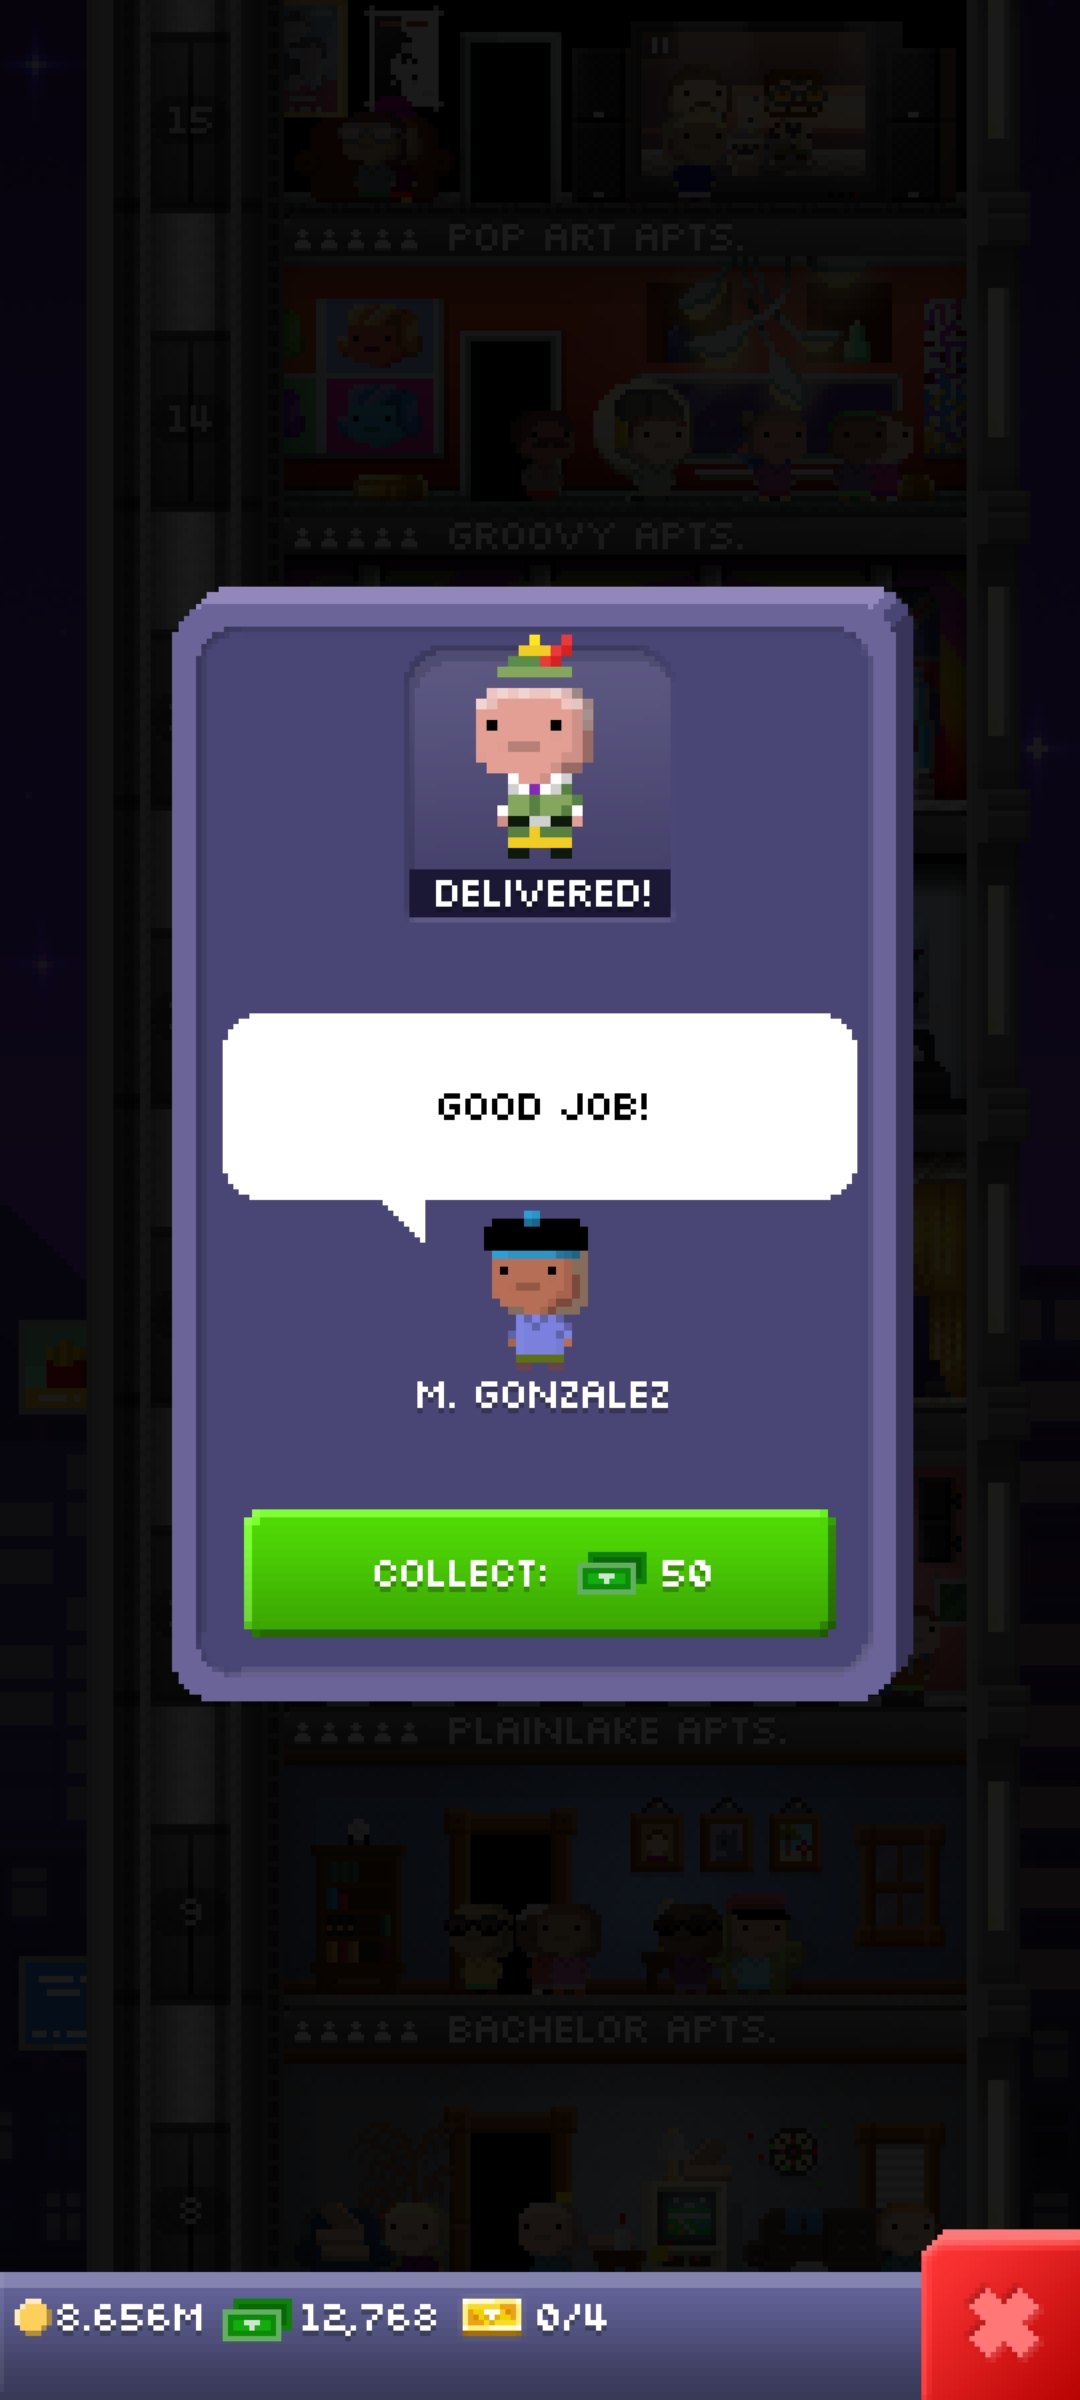 15
POP ART APTS.
14
GROOVY APTS.
DELIVERED!
GOOD JOB!
M. GONZALEZ
COLLECT: 50
PLAINLAKE APTS.
9
BACHELOR APTS.
8
8.656M 12,768 0/4